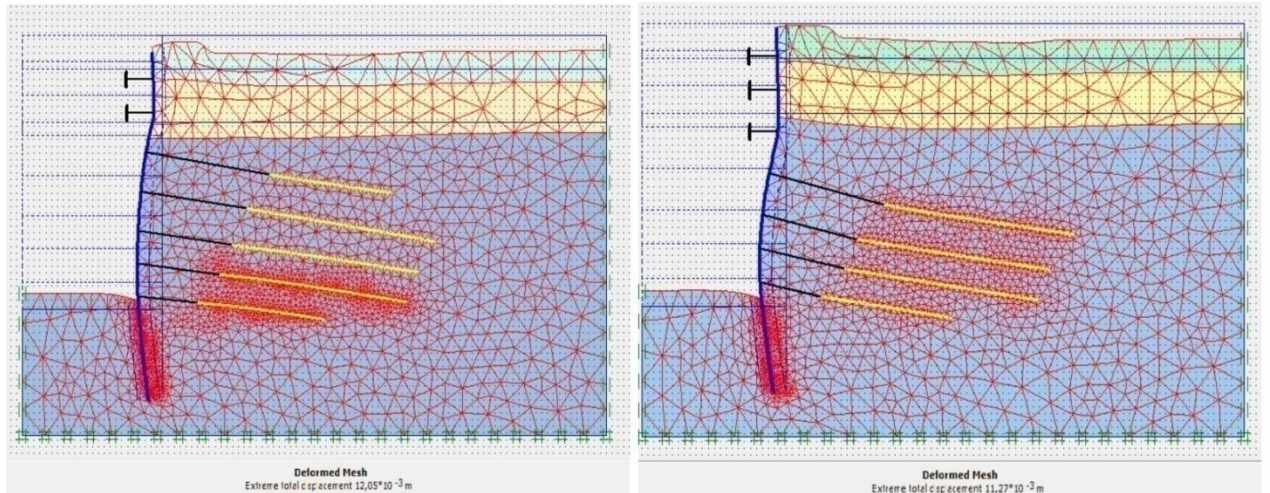 Deformed Mesh
Extreme total displacement 12,05*10 -3 m
Deformed Mesh
Extreme total displacement 11,27*10 -3 m